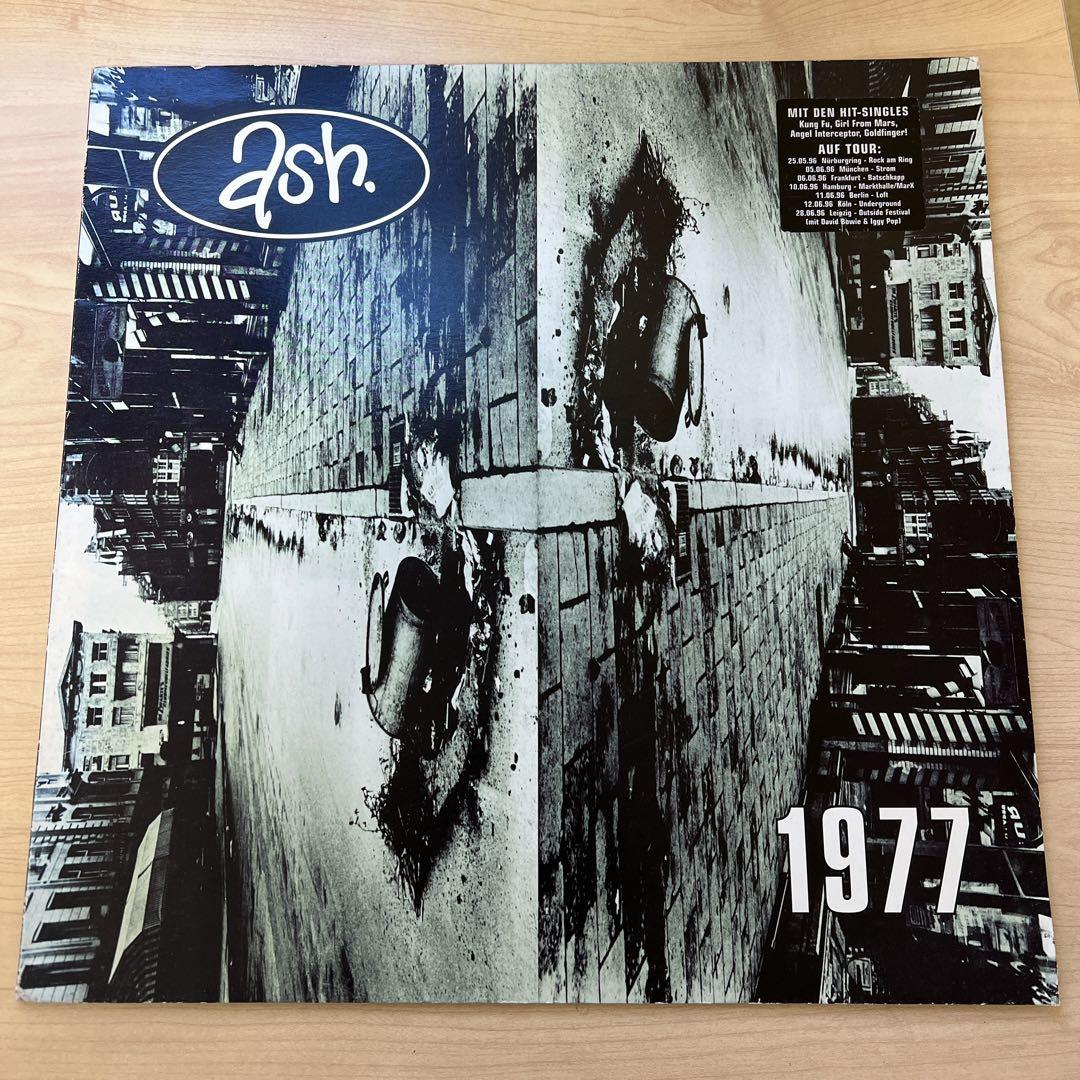 ash.
MIT DEN HIT-SINGLES
Kung Fu, Girl From Mars,
Angel Interceptor, Goldfinger!
AUF TOUR:
25.05.96 Nürburgring - Rock am Ring
05.06.96 München - Strom
06.06.96 Frankfurt - Batschkapp
10.06.96 Hamburg - Markthalle/MarX
11.06.96 Berlin - Loft
12.06.96 Köln - Underground
28.06.96 Leipzig - Outside Festival
(mit David Bowie & Iggy Pop)
1977